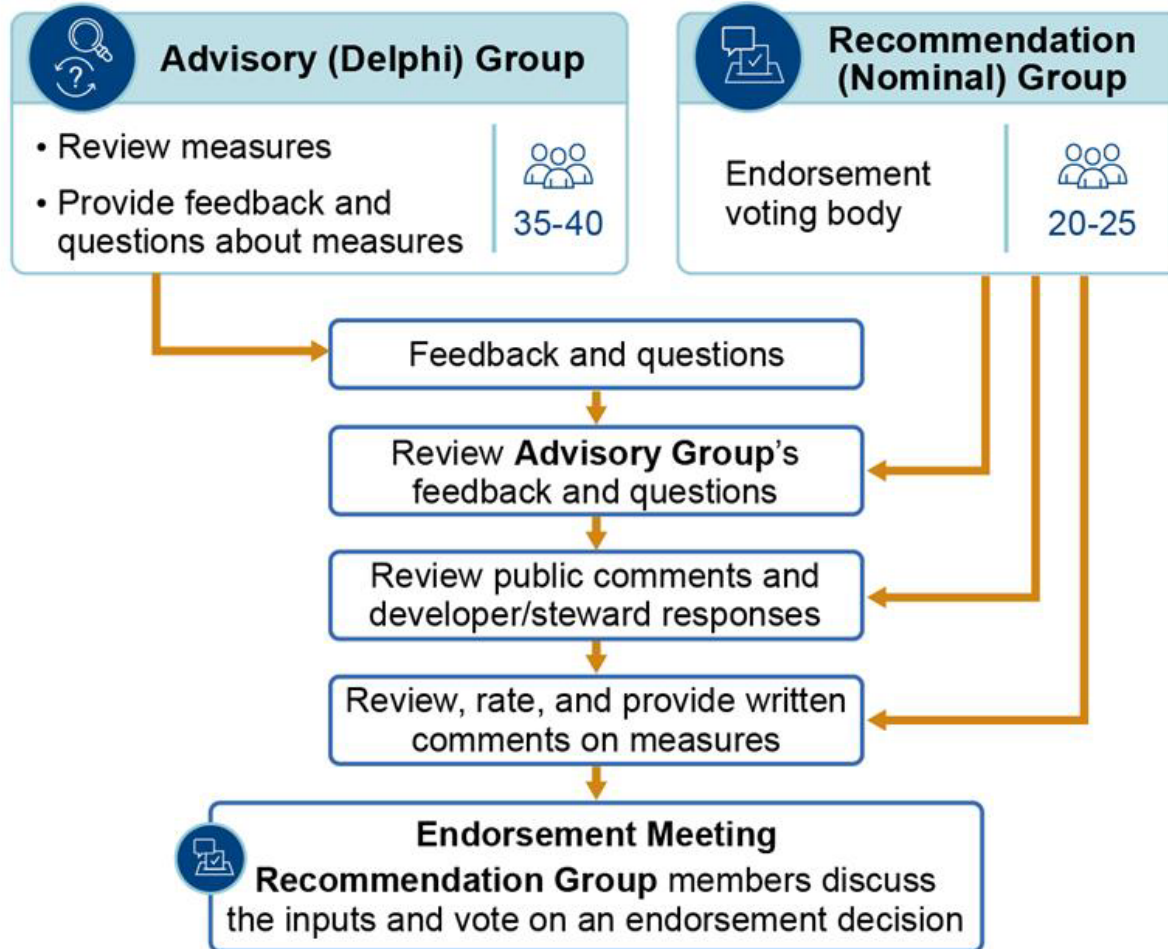 Advisory (Delphi) Group
• Review measures
• Provide feedback and
questions about measures
35-40
Recommendation
(Nominal) Group
Endorsement
voting body
20-25
?
Feedback and questions
Review Advisory Group's
feedback and questions
Review public comments and
developer/steward responses
Review, rate, and provide written
comments on measures
Endorsement Meeting
Recommendation Group members discuss
the inputs and vote on an endorsement decision